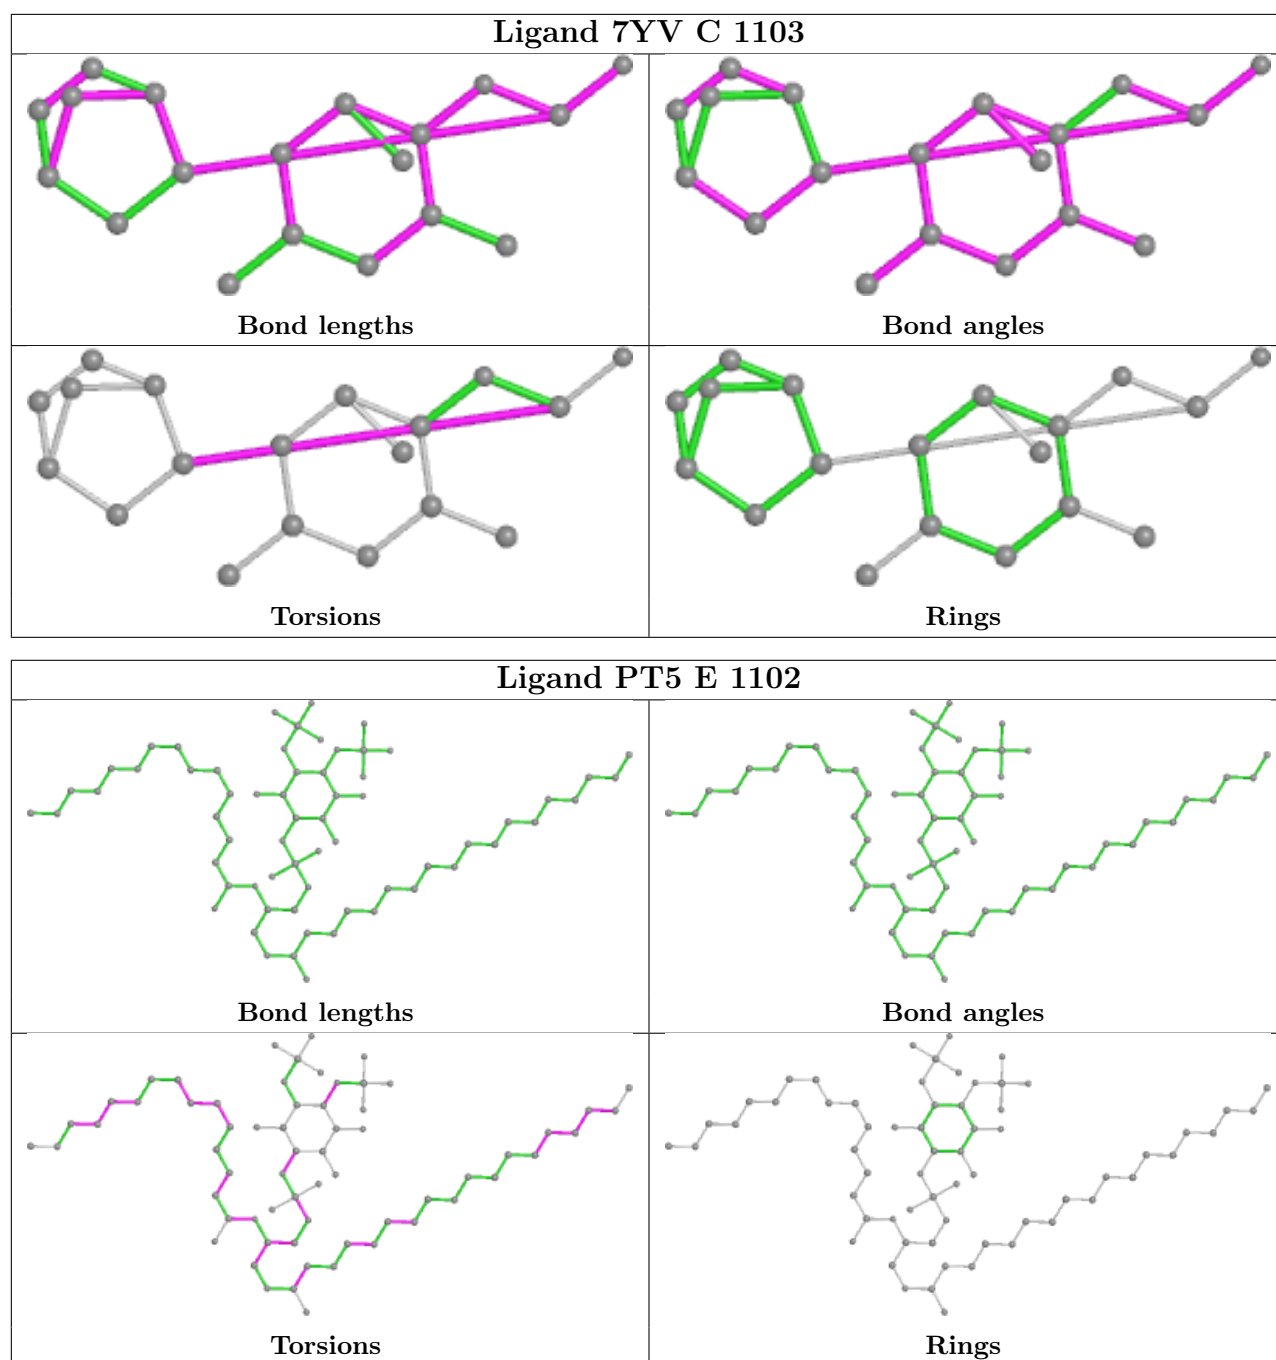 Ligand 7YV C 1103
Bond lengths
Bond angles
Torsions
Rings
Ligand PT5 E 1102
Bond lengths
Bond angles
Torsions
Rings